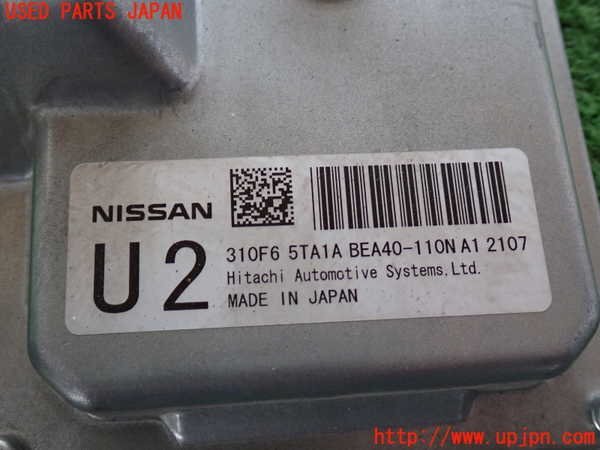 USED PARTS JAPAN
NISSAN
U2
310F6 5TA1A BEA40-110N A1 2107
Hitachi Automotive Systems,Ltd.
MADE IN JAPAN
http://www.upjpn.com/